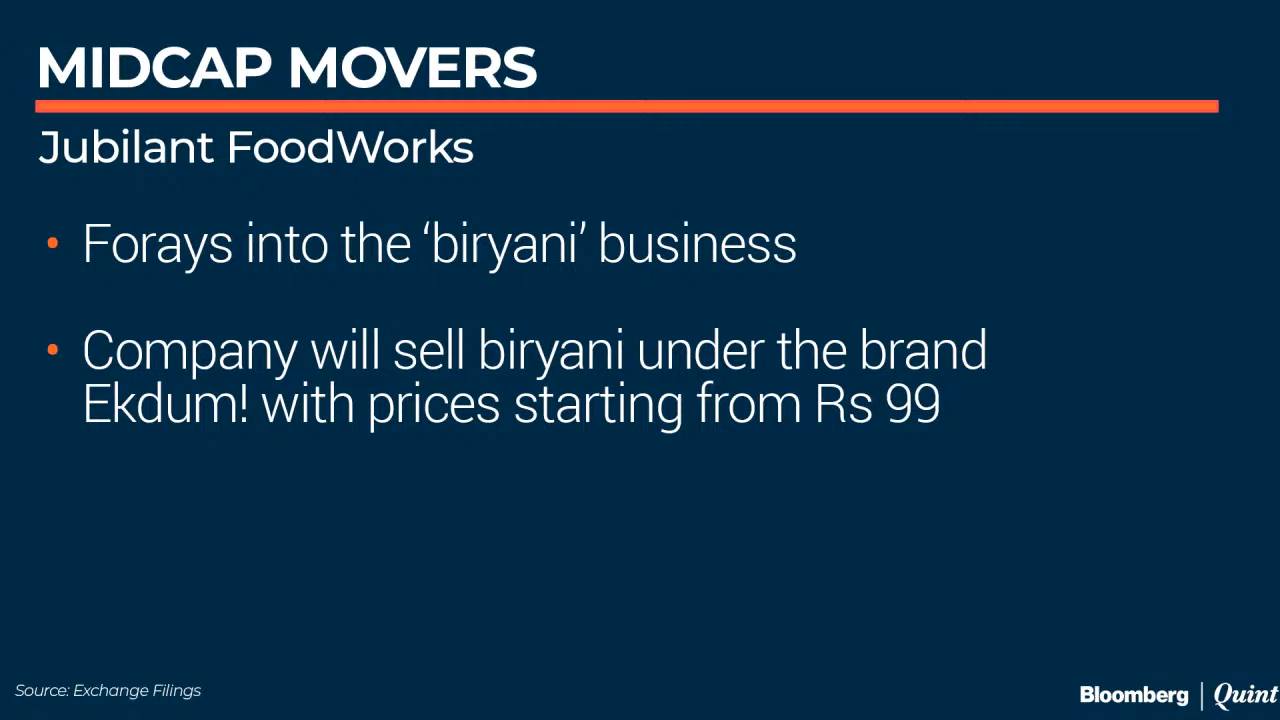 MIDCAP MOVERS
Jubilant FoodWorks
• Forays into the ‘biryani’ business
• Company will sell biryani under the brand
Ekdum! with prices starting from Rs 99
Source: Exchange Filings
Bloomberg | Quint